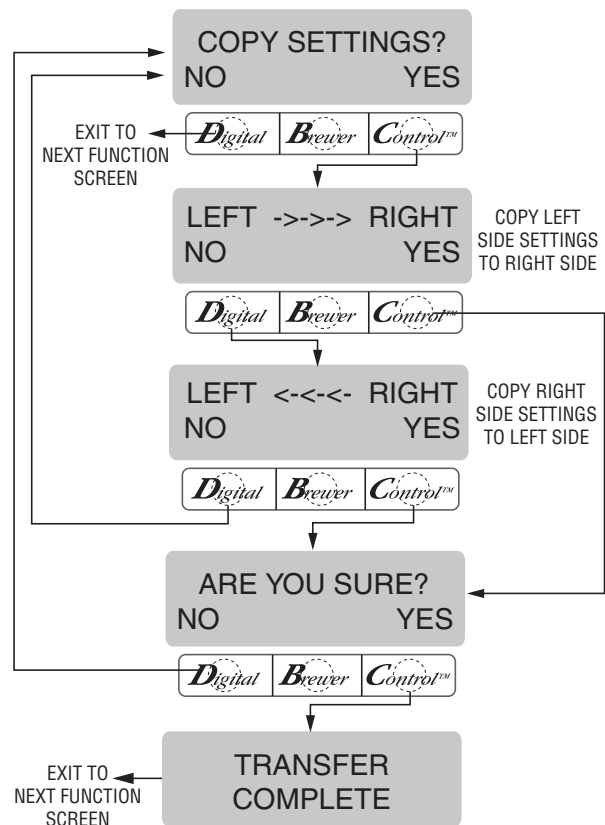 COPY SETTINGS?
NO YES
EXIT TO
NEXT FUNCTION
SCREEN
Digital Brewer Control™
LEFT ->->-> RIGHT
NO YES
COPY LEFT
SIDE SETTINGS
TO RIGHT SIDE
Digital Brewer Control™
LEFT <-<-<- RIGHT
NO YES
COPY RIGHT
SIDE SETTINGS
TO LEFT SIDE
Digital Brewer Control™
ARE YOU SURE?
NO YES
Digital Brewer Control™
TRANSFER
COMPLETE
EXIT TO
NEXT FUNCTION
SCREEN